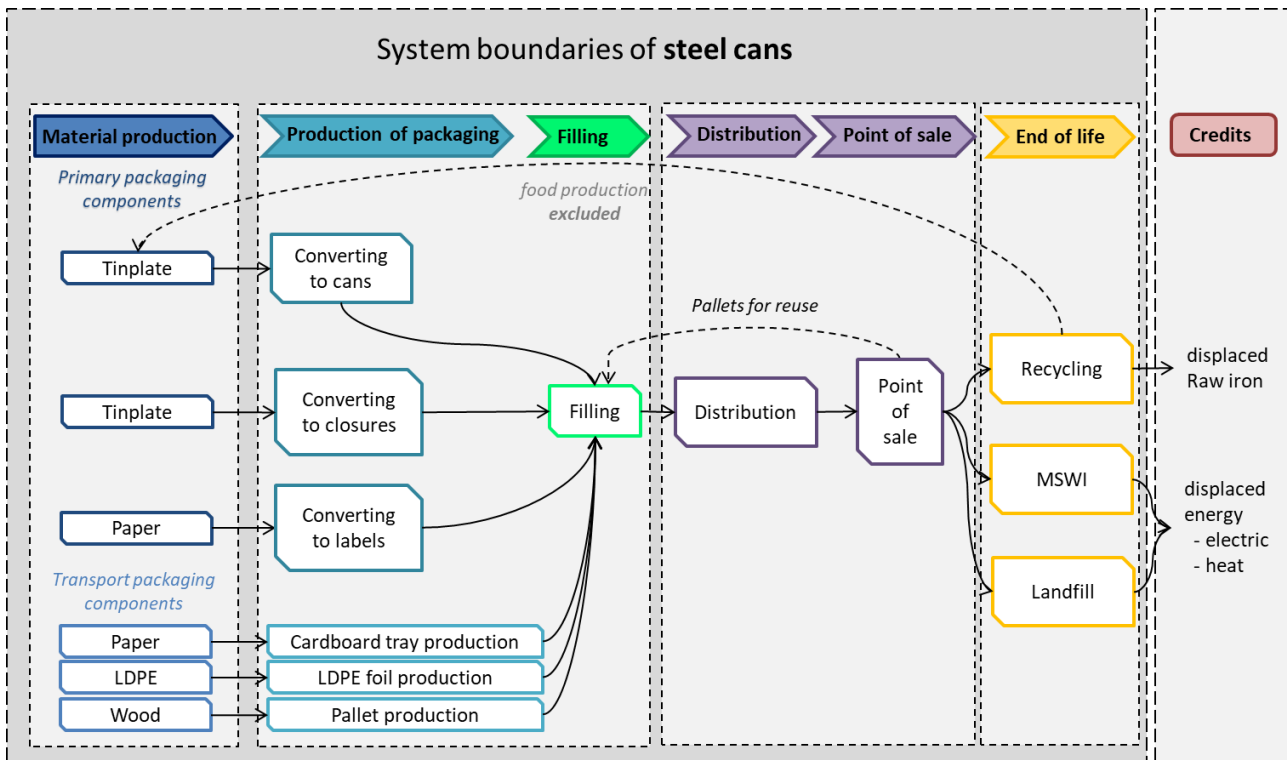 System boundaries of steel cans
Material production
Production of packaging
Filling
Distribution
Point of sale
End of life
Credits
Primary packaging
components
food production
excluded
Tinplate
Converting
to cans
Pallets for reuse
Recycling
displaced
Raw iron
Tinplate
Converting
to closures
Filling
Distribution
Point
of
sale
MSWI
displaced
energy
- electric
- heat
Paper
Converting
to labels
Landfill
Transport packaging
components
Paper
Cardboard tray production
LDPE
LDPE foil production
Wood
Pallet production